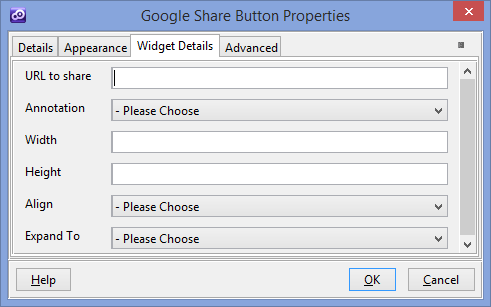 Google Share Button Properties
Details Appearance Widget Details Advanced
URL to share
Annotation - Please Choose
Width
Height
Align - Please Choose
Expand To - Please Choose
Help OK Cancel